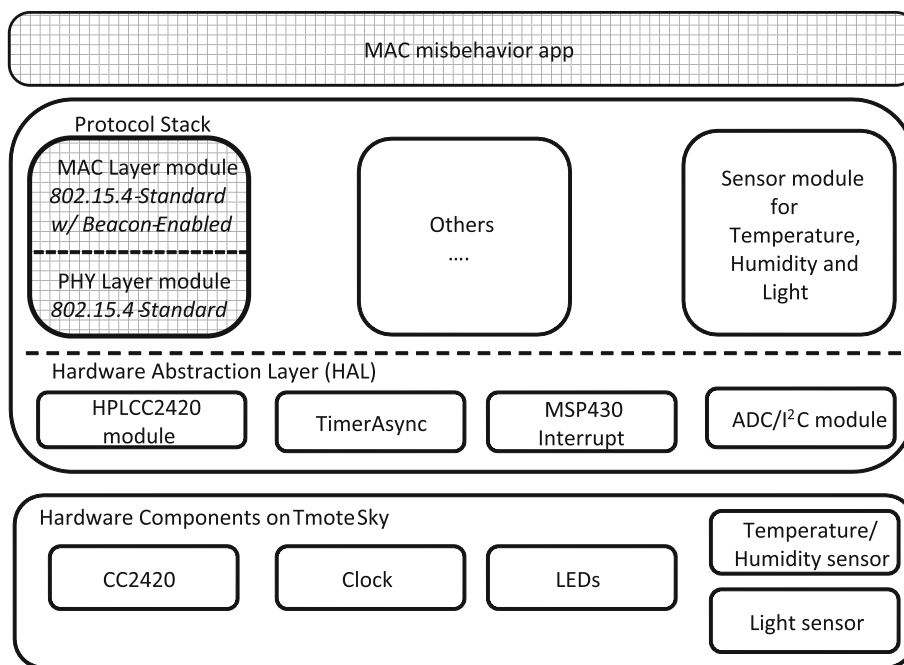 MAC misbehavior app
Protocol Stack
MAC Layer module
802.15.4-Standard
w/ Beacon-Enabled
PHY Layer module
802.15.4-Standard
Others
....
Sensor module
for
Temperature,
Humidity and
Light
Hardware Abstraction Layer (HAL)
HPLCC2420
module
TimerAsync
MSP430
Interrupt
ADC/I²C module
Hardware Components on Tmote Sky
CC2420
Clock
LEDs
Temperature/
Humidity sensor
Light sensor